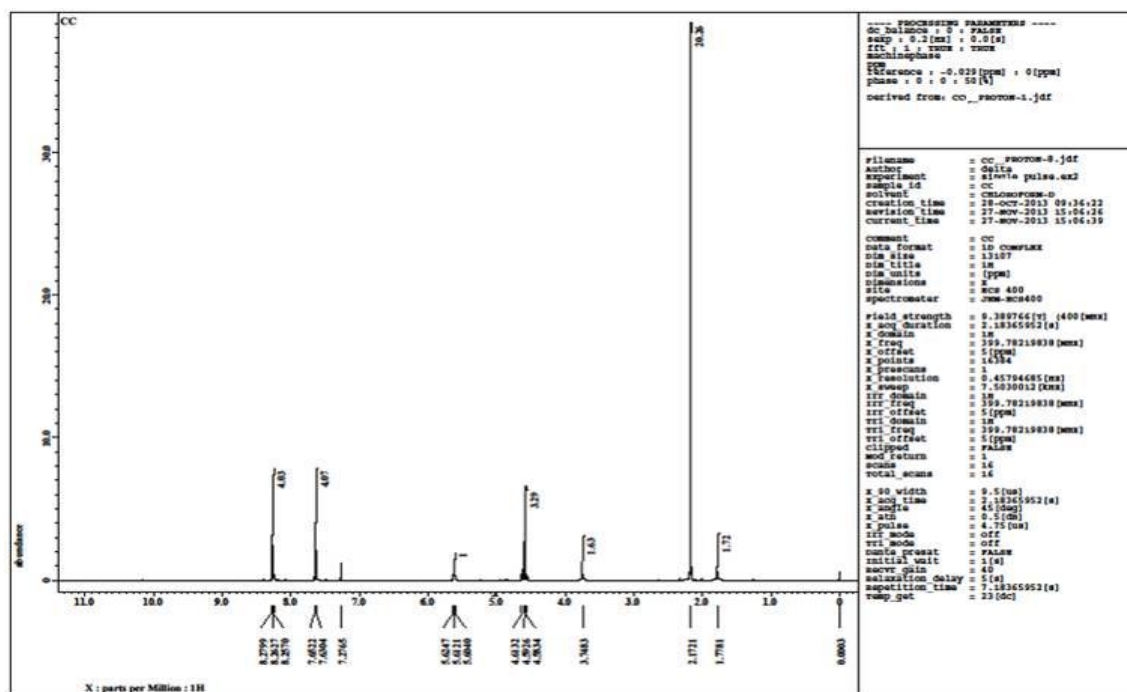 CC
20.26
30.0
20.0
10.0
0
abundance
4.03
4.07
1
3.29
1.63
1.72
11.0 10.0 9.0 8.0 7.0 6.0 5.0 4.0 3.0 2.0 1.0 0
8.2799
8.2627
8.2570
7.6522
7.6304
7.2765
5.6247
5.6121
5.6040
4.6132
4.5926
4.5834
3.7483
2.1721
1.7781
0.0003
X : parts per Million : 1H
---- PROCESSING PARAMETERS ----
dc_balance : 0 : FALSE
sexp : 0.2[Hz] : 0.0[s]
fft : 1 : TRUE : TRUE
machinephase
ppm
reference : -0.029[ppm] : 0[ppm]
phase : 0 : 0 : 50[%]
Derived from: CC_PROTON-1.jdf
Filename = CC_PROTON-8.jdf
Author = delta
Experiment = single pulse.ex2
Sample_id = CC
Solvent = CHLOROFORM-D
Creation_time = 28-OCT-2013 09:36:22
Revision_time = 27-NOV-2013 15:06:26
Current_time = 27-NOV-2013 15:06:39
Comment = CC
Data_format = 1D COMPLEX
Dim_size = 13107
Dim_title = 1H
Dim_units = [ppm]
Dimensions = X
Site = ECS 400
Spectrometer = JNM-ECS400
Field_strength = 9.389766[T] (400[MHz]
X_acq_duration = 2.18365952[s]
X_domain = 1H
X_freq = 399.78219838[MHz]
X_offset = 5[ppm]
X_points = 16384
X_prescans = 1
X_resolution = 0.45794685[Hz]
X_sweep = 7.5030012[kHz]
Irr_domain = 1H
Irr_freq = 399.78219838[MHz]
Irr_offset = 5[ppm]
Tri_domain = 1H
Tri_freq = 399.78219838[MHz]
Tri_offset = 5[ppm]
Clipped = FALSE
Mod_return = 1
Scans = 16
Total_scans = 16
X_90_width = 9.5[us]
X_acq_time = 2.18365952[s]
X_angle = 45[deg]
X_atn = 0.5[dB]
X_pulse = 4.75[us]
Irr_mode = Off
Tri_mode = Off
Dante_presat = FALSE
Initial_wait = 1[s]
Recvr_gain = 40
Relaxation_delay = 5[s]
Repetition_time = 7.18365952[s]
Temp_get = 23[dC]